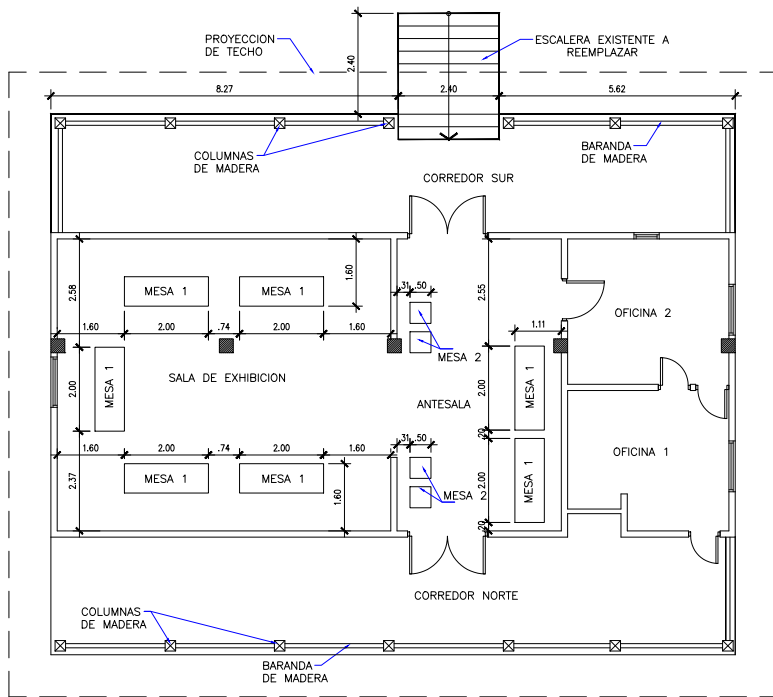 PROYECCION
DE TECHO
ESCALERA EXISTENTE A
REEMPLAZAR
2.40
8.27
2.40
5.62
COLUMNAS
DE MADERA
BARANDA
DE MADERA
CORREDOR SUR
2.58
MESA 1
MESA 1
1.60
.31
.50
2.55
OFICINA 2
1.60
2.00
.74
2.00
1.60
1.11
MESA 2
2.00
MESA 1
SALA DE EXHIBICION
ANTESALA
2.00
MESA 1
.20
OFICINA 1
1.60
2.00
.74
2.00
1.60
.31
.50
2.37
MESA 1
MESA 1
1.60
MESA 2
2.00
MESA 1
.20
CORREDOR NORTE
COLUMNAS
DE MADERA
BARANDA
DE MADERA